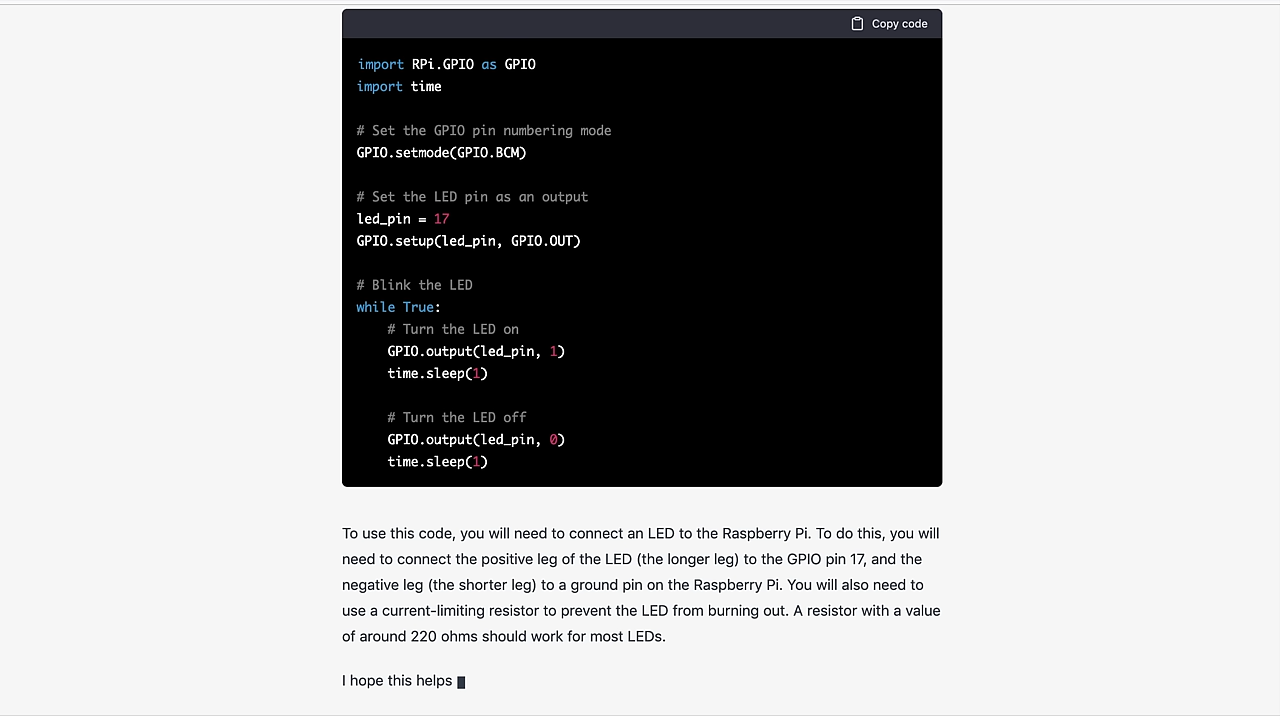 Copy code
import RPi.GPIO as GPIO
import time
# Set the GPIO pin numbering mode
GPIO.setmode(GPIO.BCM)
# Set the LED pin as an output
led_pin = 17
GPIO.setup(led_pin, GPIO.OUT)
# Blink the LED
while True:
    # Turn the LED on
    GPIO.output(led_pin, 1)
    time.sleep(1)
    # Turn the LED off
    GPIO.output(led_pin, 0)
    time.sleep(1)
To use this code, you will need to connect an LED to the Raspberry Pi. To do this, you will
need to connect the positive leg of the LED (the longer leg) to the GPIO pin 17, and the
negative leg (the shorter leg) to a ground pin on the Raspberry Pi. You will also need to
use a current-limiting resistor to prevent the LED from burning out. A resistor with a value
of around 220 ohms should work for most LEDs.
I hope this helps